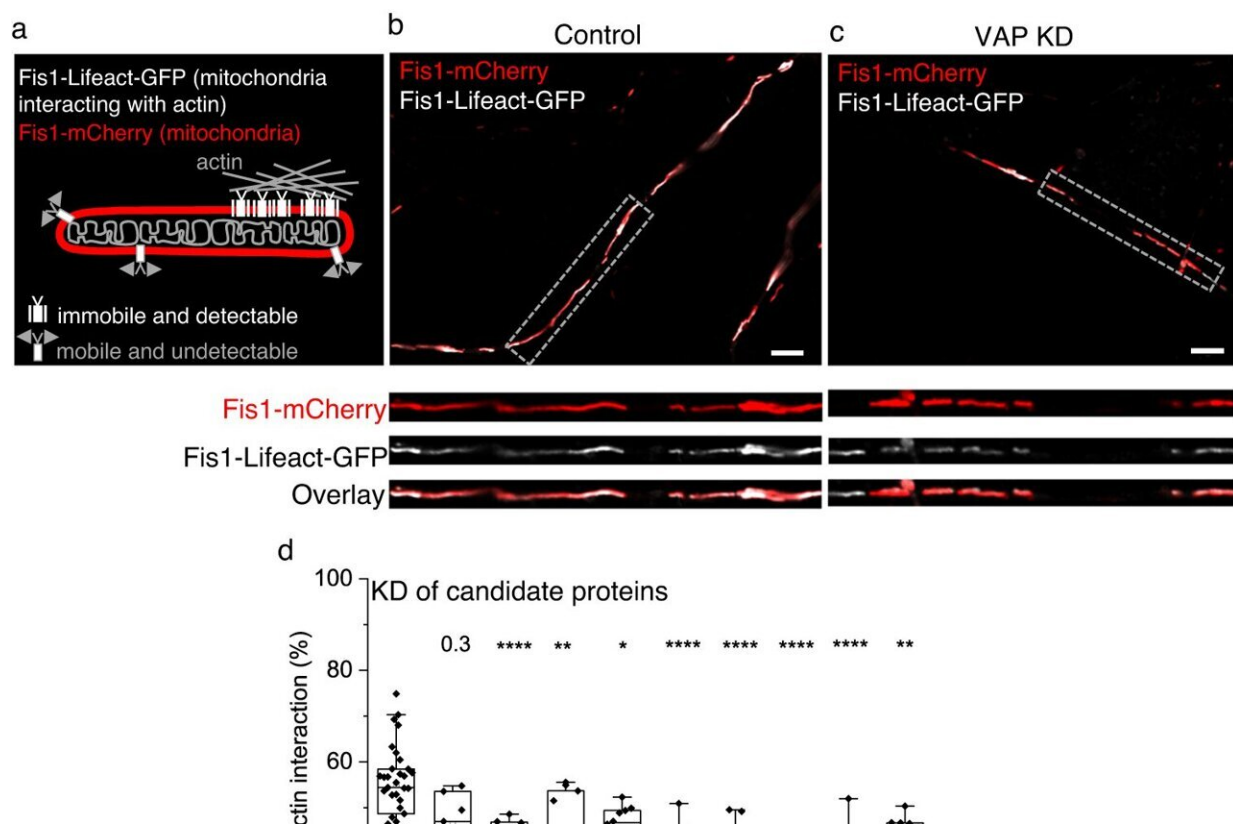 a
Fis1-Lifeact-GFP (mitochondria
interacting with actin)
Fis1-mCherry (mitochondria)
actin
immobile and detectable
mobile and undetectable
b
Control
Fis1-mCherry
Fis1-Lifeact-GFP
c
VAP KD
Fis1-mCherry
Fis1-Lifeact-GFP
Fis1-mCherry
Fis1-Lifeact-GFP
Overlay
d
KD of candidate proteins
100
80
60
0.3 **** ** * **** **** **** **** **
interaction (%)